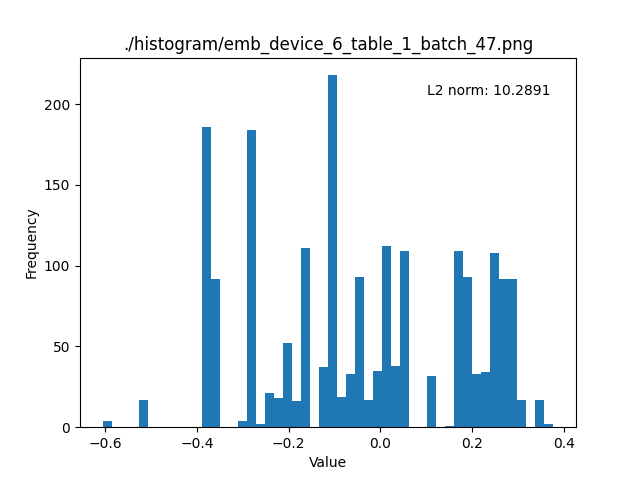 ./histogram/emb_device_6_table_1_batch_47.png
L2 norm: 10.2891
200
150
100
50
0
Frequency
−0.6 −0.4 −0.2 0.0 0.2 0.4
Value